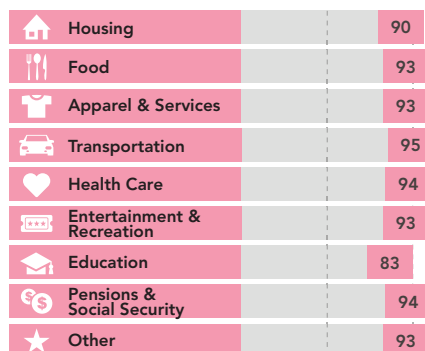 Housing 90
Food 93
Apparel & Services 93
Transportation 95
Health Care 94
Entertainment &
Recreation 93
Education 83
Pensions &
Social Security 94
Other 93